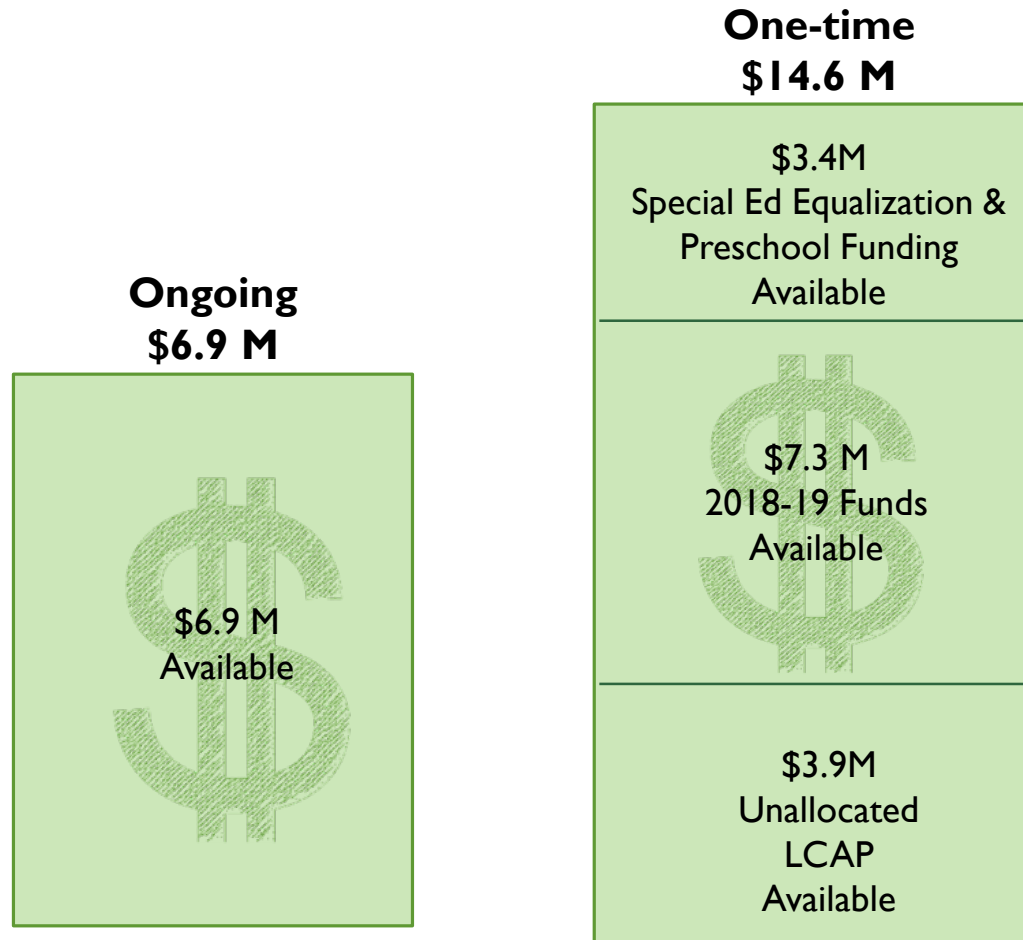 One-time
$14.6 M
$3.4M
Special Ed Equalization &
Preschool Funding
Available
Ongoing
$6.9 M
$7.3 M
2018-19 Funds
Available
$6.9 M
Available
$3.9M
Unallocated
LCAP
Available